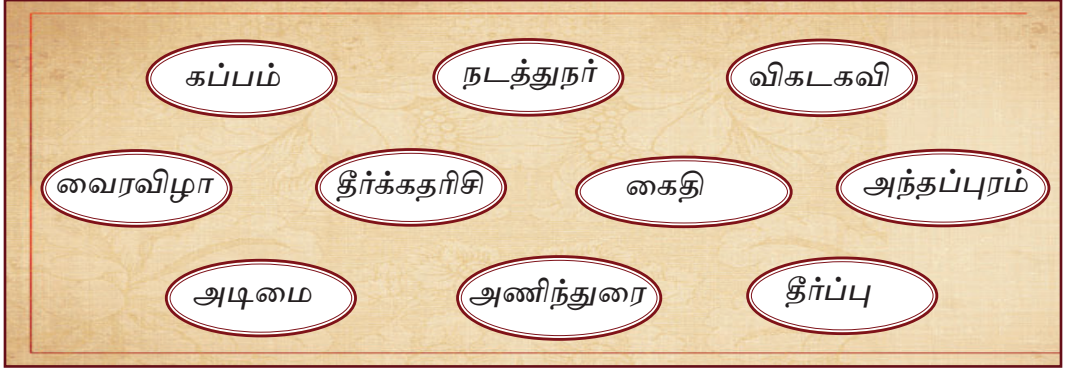 கப்பம் நடத்துநர் விகடகவி
வைரவிழா தீர்க்கதரிசி கைதி அந்தப்புரம்
அடிமை அணிந்துரை தீர்ப்பு